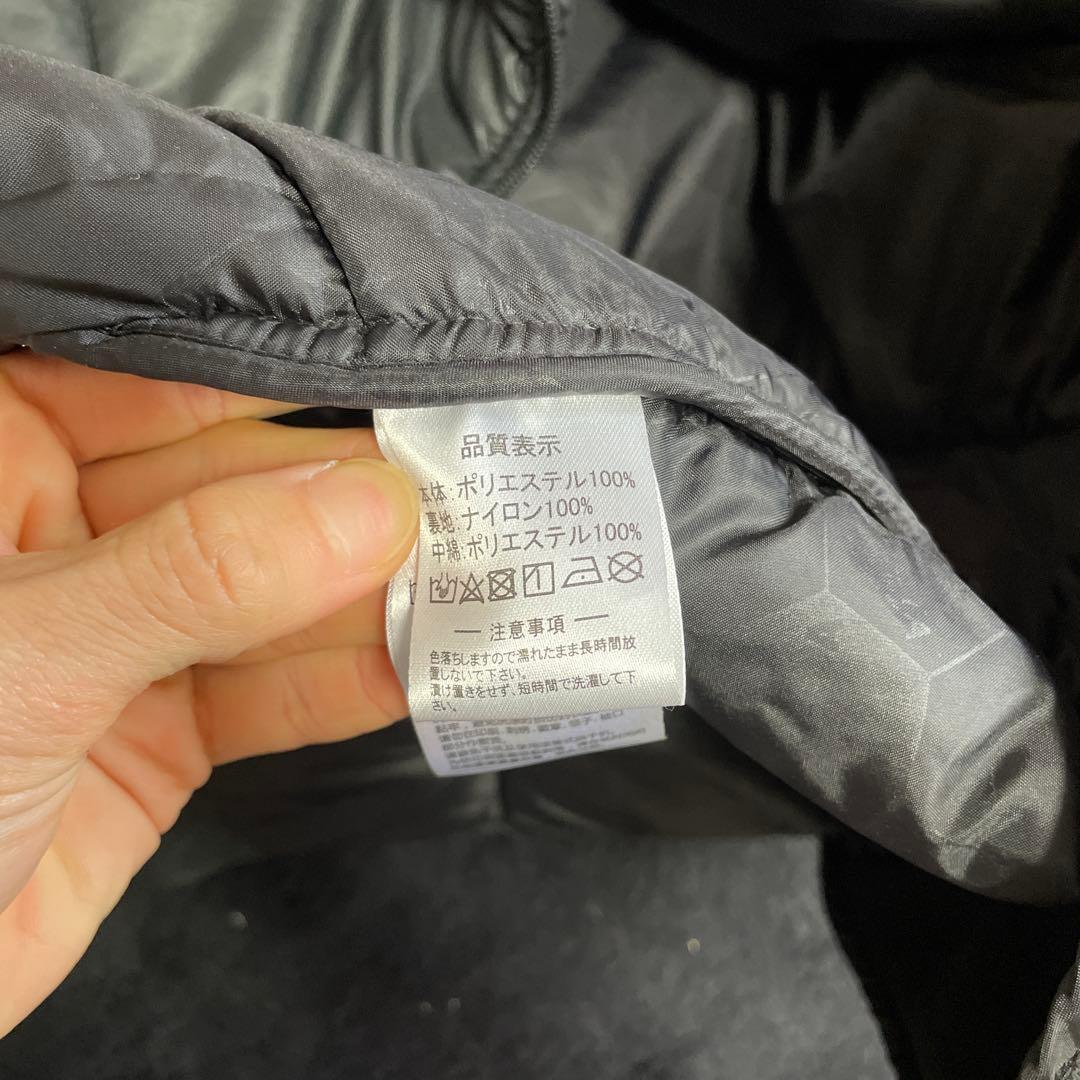 品質表示
本体:ポリエステル100%
裏地:ナイロン100%
中綿:ポリエステル100%
— 注意事項 —
色落ちしますので濡れたまま長時間放
置しないで下さい。
漬け置きをせず、短時間で洗濯して下
さい。